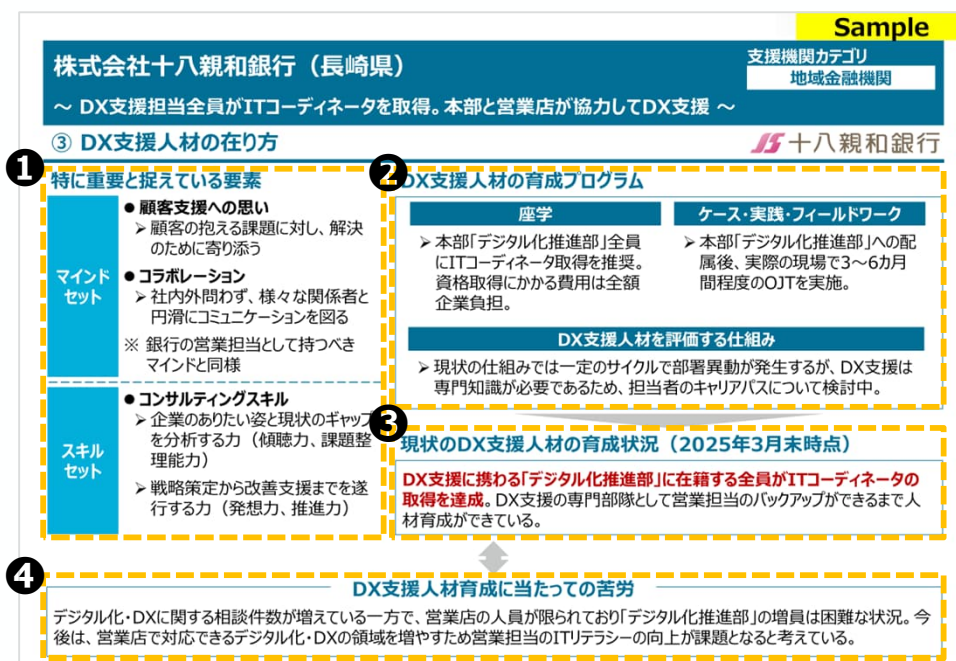 Sample
株式会社十八親和銀行（長崎県）
支援機関カテゴリ
地域金融機関
～ DX支援担当全員がITコーディネータを取得。本部と営業店が協力してDX支援 ～
③ DX支援人材の在り方
十八親和銀行
❶
特に重要と捉えている要素
マインド
セット
● 顧客支援への思い
➢ 顧客の抱える課題に対し、解決
のために寄り添う
● コラボレーション
➢ 社内外問わず、様々な関係者と
円滑にコミュニケーションを図る
※ 銀行の営業担当として持つべき
マインドと同様
スキル
セット
● コンサルティングスキル
➢ 企業のありたい姿と現状のギャップ
を分析する力（傾聴力、課題整
理能力）
➢ 戦略策定から改善支援までを遂
行する力（発想力、推進力）
❷
DX支援人材の育成プログラム
座学
➢ 本部「デジタル化推進部」全員
にITコーディネータ取得を推奨。
資格取得にかかる費用は全額
企業負担。
ケース・実践・フィールドワーク
➢ 本部「デジタル化推進部」への配
属後、実際の現場で3～6カ月
間程度のOJTを実施。
DX支援人材を評価する仕組み
➢ 現状の仕組みでは一定のサイクルで部署異動が発生するが、DX支援は
専門知識が必要であるため、担当者のキャリアパスについて検討中。
❸
現状のDX支援人材の育成状況（2025年3月末時点）
DX支援に携わる「デジタル化推進部」に在籍する全員がITコーディネータの
取得を達成。DX支援の専門部隊として営業担当のバックアップができるまで人
材育成ができている。
❹
DX支援人材育成に当たっての苦労
デジタル化・DXに関する相談件数が増えている一方で、営業店の人員が限られており「デジタル化推進部」の増員は困難な状況。今
後は、営業店で対応できるデジタル化・DXの領域を増やすため営業担当のITリテラシーの向上が課題となると考えている。